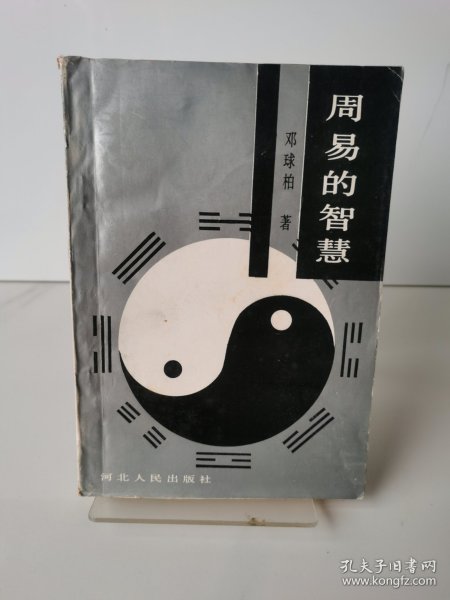 周易的智慧
邓球柏 著
河北人民出版社
孔夫子旧书网
www.kongfz.com